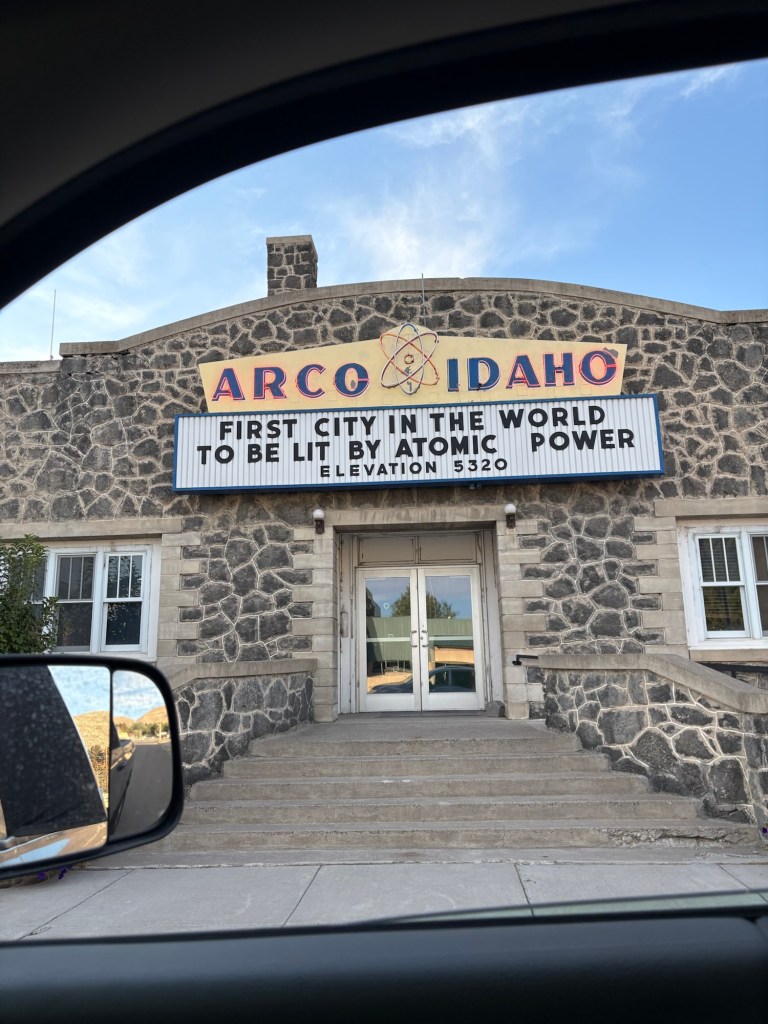 ARCO IDAHO
FIRST CITY IN THE WORLD
TO BE LIT BY ATOMIC POWER
ELEVATION 5320